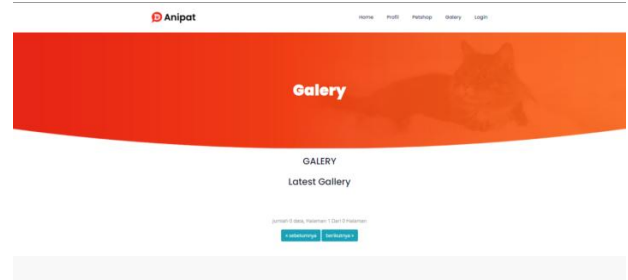 Anipat
Home Profil Petshop Galery Login
Galery
GALERY
Latest Gallery
Jumlah 0 data, Halaman 1 Dari 0 Halaman
« sebelumnya berikutnya »